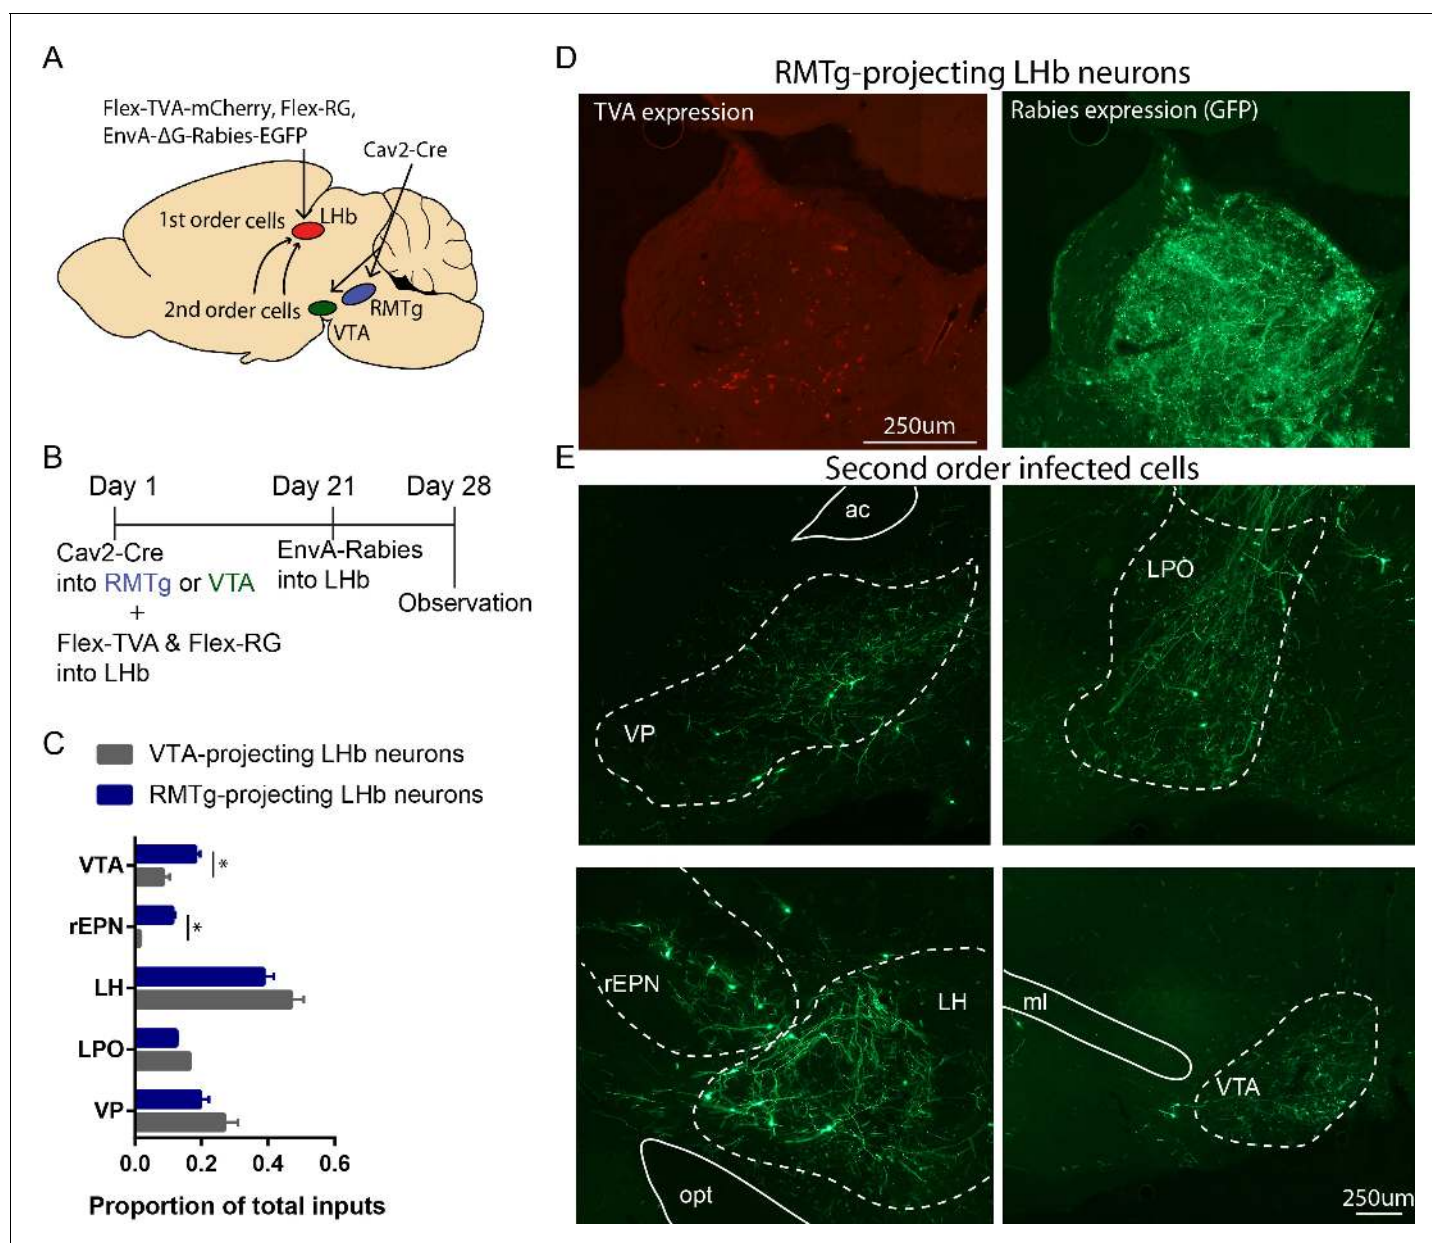 A
Flex-TVA-mCherry, Flex-RG,
EnvA-ΔG-Rabies-EGFP
Cav2-Cre
1st order cells
LHb
2nd order cells
RMTg
VTA
B
Day 1
Day 21
Day 28
Cav2-Cre
into RMTg or VTA
+
Flex-TVA & Flex-RG
into LHb
EnvA-Rabies
into LHb
Observation
C
VTA-projecting LHb neurons
RMTg-projecting LHb neurons
VTA
*
rEPN
*
LH
LPO
VP
0.0 0.2 0.4 0.6
Proportion of total inputs
D
RMTg-projecting LHb neurons
TVA expression
Rabies expression (GFP)
250um
E
Second order infected cells
ac
VP
LPO
rEPN
LH
opt
ml
VTA
250um